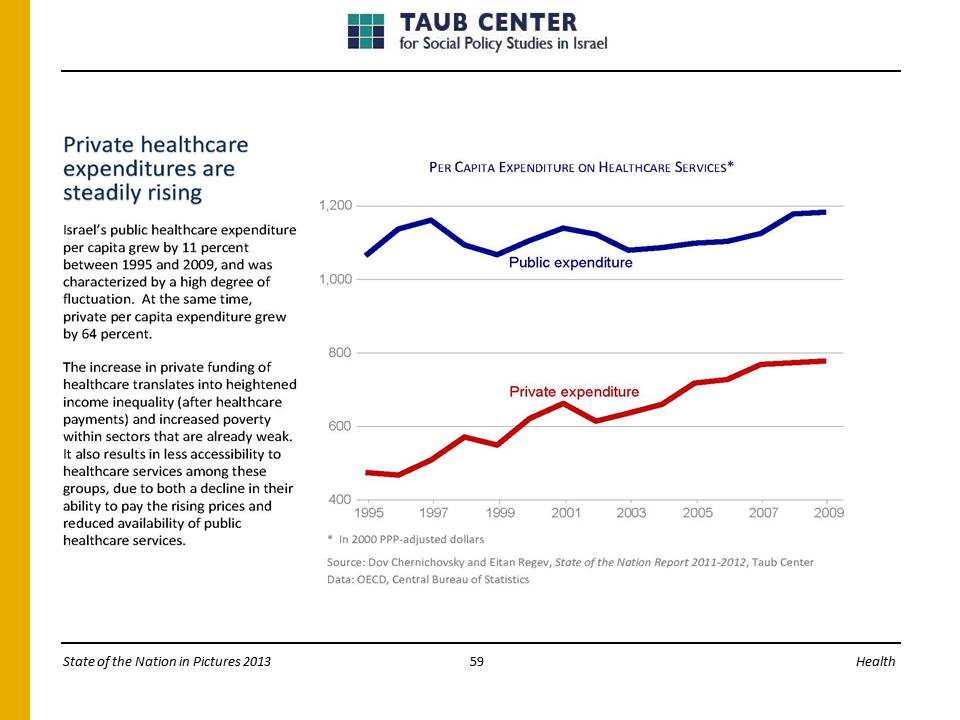 TAUB CENTER
for Social Policy Studies in Israel
Private healthcare
expenditures are
steadily rising
Israel's public healthcare expenditure
per capita grew by 11 percent
between 1995 and 2009, and was
characterized by a high degree of
fluctuation.  At the same time,
private per capita expenditure grew
by 64 percent.
The increase in private funding of
healthcare translates into heightened
income inequality (after healthcare
payments) and increased poverty
within sectors that are already weak.
It also results in less accessibility to
healthcare services among these
groups, due to both a decline in their
ability to pay the rising prices and
reduced availability of public
healthcare services.
PER CAPITA EXPENDITURE ON HEALTHCARE SERVICES*
1,200
Public expenditure
1,000
800
Private expenditure
600
400
1995 1997 1999 2001 2003 2005 2007 2009
* In 2000 PPP-adjusted dollars
Source: Dov Chernichovsky and Eitan Regev, State of the Nation Report 2011-2012, Taub Center
Data: OECD, Central Bureau of Statistics
State of the Nation in Pictures 2013 59 Health